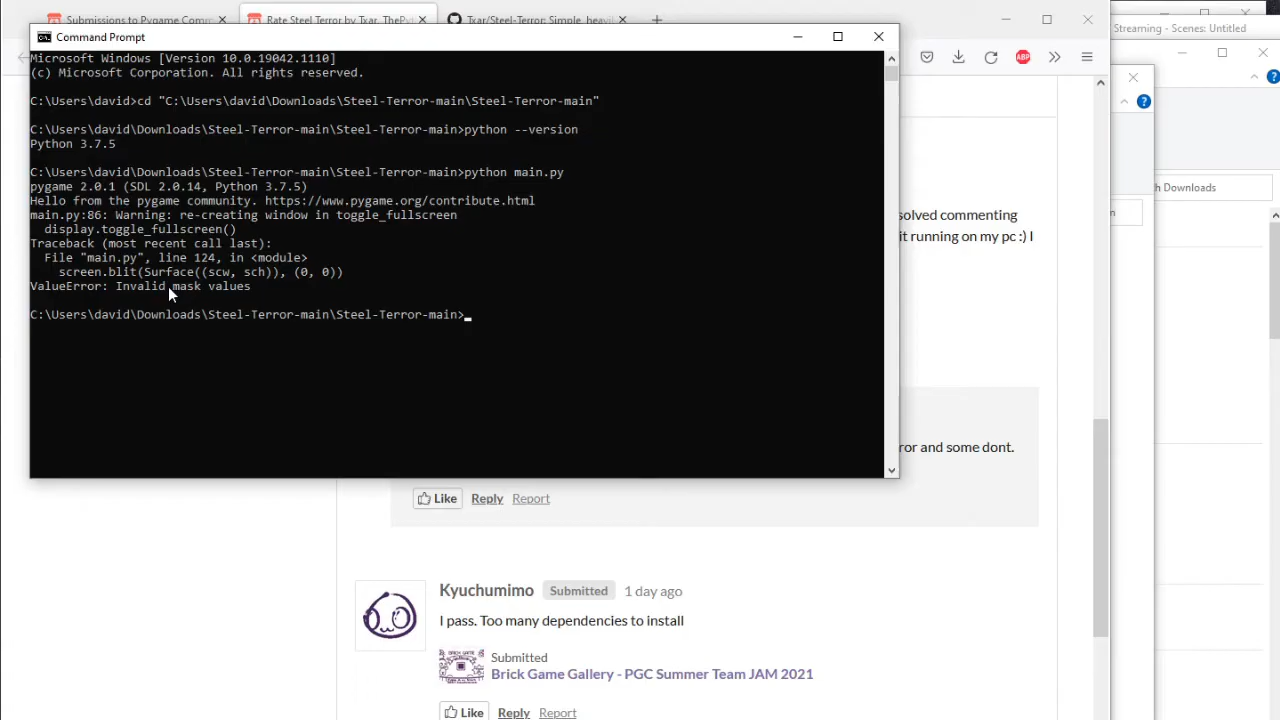 Submissions to Pygame Comm
Rate Steel Terror by Txar, ThePy
Txar/Steel-Terror: Simple, heavil
Streaming - Scenes: Untitled
Command Prompt
Microsoft Windows [Version 10.0.19042.1110]
(c) Microsoft Corporation. All rights reserved.
C:\Users\david>cd "C:\Users\david\Downloads\Steel-Terror-main\Steel-Terror-main"
C:\Users\david\Downloads\Steel-Terror-main\Steel-Terror-main>python --version
Python 3.7.5
C:\Users\david\Downloads\Steel-Terror-main\Steel-Terror-main>python main.py
pygame 2.0.1 (SDL 2.0.14, Python 3.7.5)
Hello from the pygame community. https://www.pygame.org/contribute.html
main.py:86: Warning: re-creating window in toggle_fullscreen
display.toggle_fullscreen()
Traceback (most recent call last):
File "main.py", line 124, in <module>
screen.blit(Surface((scw, sch)), (0, 0))
ValueError: Invalid mask values
C:\Users\david\Downloads\Steel-Terror-main\Steel-Terror-main>
ABP
h Downloads
solved commenting
it running on my pc :) I
ror and some dont.
Like Reply Report
Kyuchumimo Submitted 1 day ago
I pass. Too many dependencies to install
Submitted
Brick Game Gallery - PGC Summer Team JAM 2021
Like Reply Report